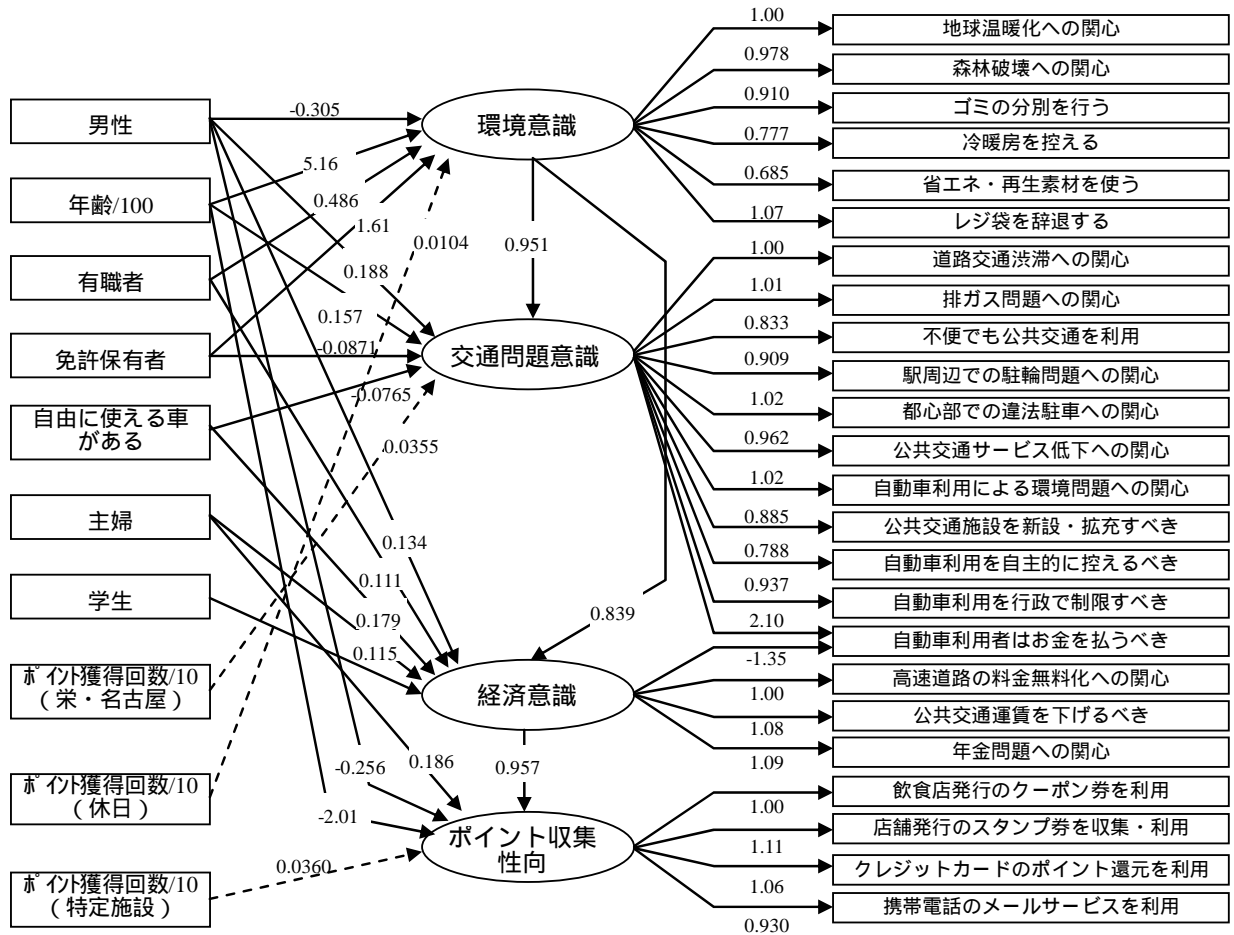 男性
年齢/100
有職者
免許保有者
自由に使える車
がある
主婦
学生
ﾎﾟｲﾝﾄ獲得回数/10
(栄・名古屋)
ﾎﾟｲﾝﾄ獲得回数/10
(休日)
ﾎﾟｲﾝﾄ獲得回数/10
(特定施設)
-0.305
5.16
0.486
1.61
0.0104
0.188
0.157
-0.0871
-0.0765
0.0355
0.134
0.111
0.179
0.115
-0.256
0.186
-2.01
0.0360
環境意識
0.951
交通問題意識
0.839
経済意識
0.957
ポイント収集
性向
1.00
地球温暖化への関心
0.978
森林破壊への関心
0.910
ゴミの分別を行う
0.777
冷暖房を控える
0.685
省エネ・再生素材を使う
1.07
レジ袋を辞退する
1.00
道路交通渋滞への関心
1.01
排ガス問題への関心
0.833
不便でも公共交通を利用
0.909
駅周辺での駐輪問題への関心
1.02
都心部での違法駐車への関心
0.962
公共交通サービス低下への関心
1.02
自動車利用による環境問題への関心
0.885
公共交通施設を新設・拡充すべき
0.788
自動車利用を自主的に控えるべき
0.937
自動車利用を行政で制限すべき
2.10
自動車利用者はお金を払うべき
-1.35
高速道路の料金無料化への関心
1.00
公共交通運賃を下げるべき
1.08
年金問題への関心
1.09
飲食店発行のクーポン券を利用
1.00
店舗発行のスタンプ券を収集・利用
1.11
クレジットカードのポイント還元を利用
1.06
携帯電話のメールサービスを利用
0.930